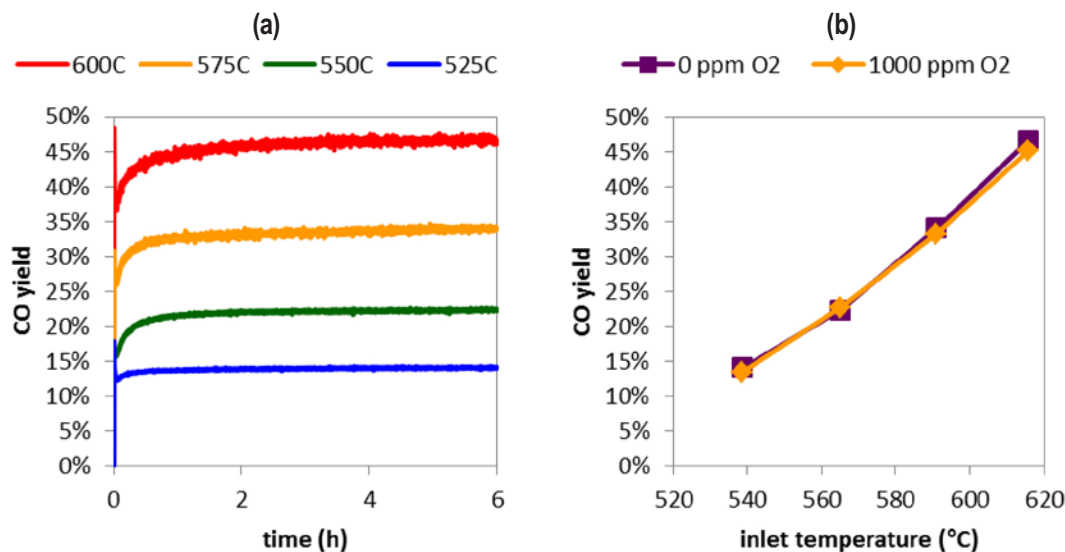 (a)
600C 575C 550C 525C
50%
45%
40%
35%
30%
25%
20%
15%
10%
5%
0%
CO yield
0 2 4 6
time (h)
(b)
0 ppm O2 1000 ppm O2
50%
45%
40%
35%
30%
25%
20%
15%
10%
5%
0%
CO yield
520 540 560 580 600 620
inlet temperature (°C)